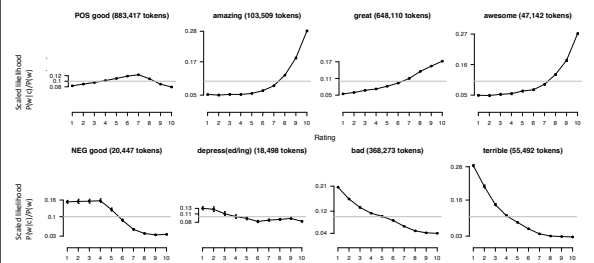 POS good (883,417 tokens)
amazing (103,509 tokens)
great (648,110 tokens)
awesome (47,142 tokens)
Scaled likelihood
P(w|c)/P(w)
0.12
0.1
0.08
1 2 3 4 5 6 7 8 9 10
0.28
0.17
0.11
0.05
1 2 3 4 5 6 7 8 9 10
0.17
0.11
0.05
1 2 3 4 5 6 7 8 9 10
0.27
0.16
0.05
1 2 3 4 5 6 7 8 9 10
Rating
NEG good (20,447 tokens)
depress(ed/ing) (18,498 tokens)
bad (368,273 tokens)
terrible (55,492 tokens)
Scaled likelihood
P(w|c)/P(w)
0.16
0.1
0.03
1 2 3 4 5 6 7 8 9 10
0.13
0.11
0.08
1 2 3 4 5 6 7 8 9 10
0.21
0.12
0.04
1 2 3 4 5 6 7 8 9 10
0.28
0.16
0.03
1 2 3 4 5 6 7 8 9 10